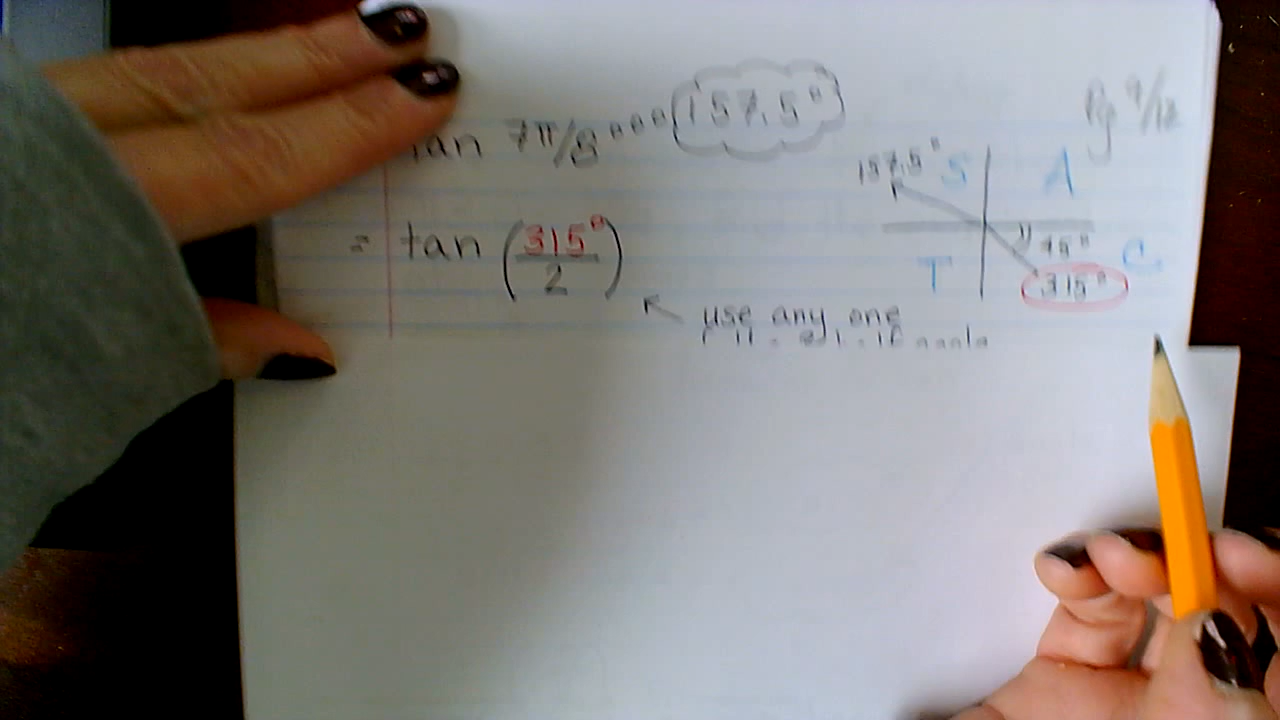 Pg 9/12
tan 7π/8 157.5°
157.5° S A
= tan (315°/2)
T 45° C
315°
use any one